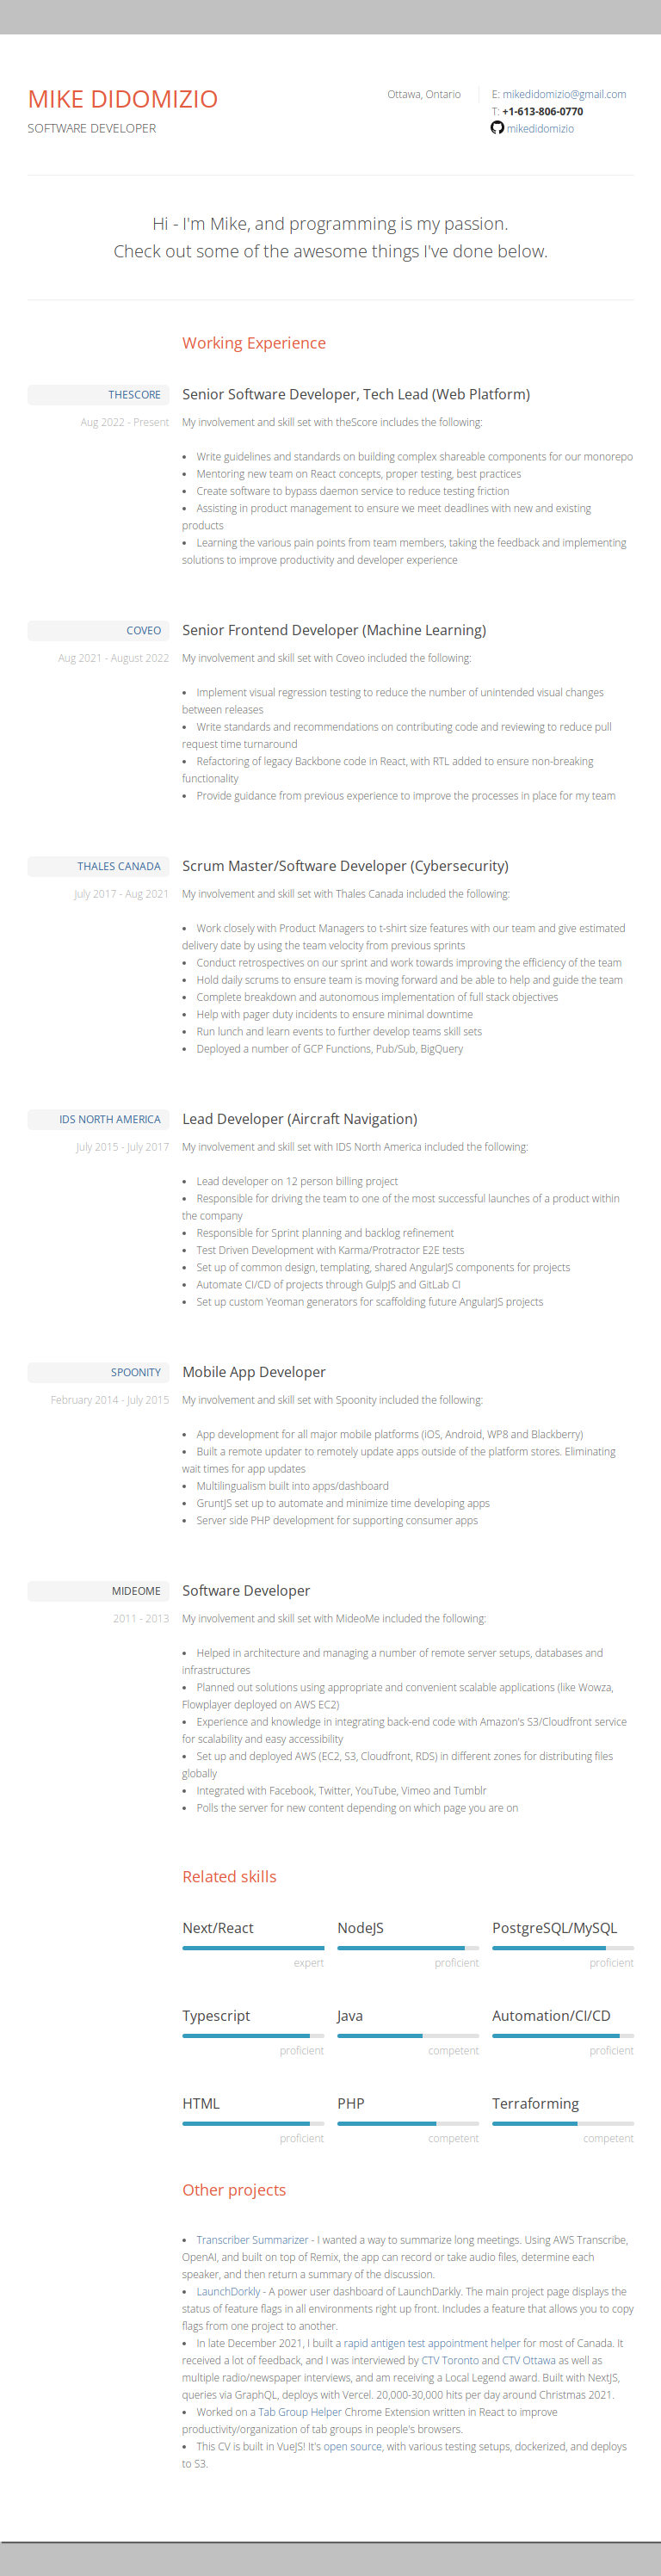 MIKE DIDOMIZIO
SOFTWARE DEVELOPER
Ottawa, Ontario
E: mikedidomizio@gmail.com
T: +1-613-806-0770
mikedidomizio
Hi - I'm Mike, and programming is my passion.
Check out some of the awesome things I've done below.
Working Experience
THESCORE
Aug 2022 - Present
Senior Software Developer, Tech Lead (Web Platform)
My involvement and skill set with theScore includes the following:
• Write guidelines and standards on building complex shareable components for our monorepo
• Mentoring new team on React concepts, proper testing, best practices
• Create software to bypass daemon service to reduce testing friction
• Assisting in product management to ensure we meet deadlines with new and existing
products
• Learning the various pain points from team members, taking the feedback and implementing
solutions to improve productivity and developer experience
COVEO
Aug 2021 - August 2022
Senior Frontend Developer (Machine Learning)
My involvement and skill set with Coveo included the following:
• Implement visual regression testing to reduce the number of unintended visual changes
between releases
• Write standards and recommendations on contributing code and reviewing to reduce pull
request time turnaround
• Refactoring of legacy Backbone code in React, with RTL added to ensure non-breaking
functionality
• Provide guidance from previous experience to improve the processes in place for my team
THALES CANADA
July 2017 - Aug 2021
Scrum Master/Software Developer (Cybersecurity)
My involvement and skill set with Thales Canada included the following:
• Work closely with Product Managers to t-shirt size features with our team and give estimated
delivery date by using the team velocity from previous sprints
• Conduct retrospectives on our sprint and work towards improving the efficiency of the team
• Hold daily scrums to ensure team is moving forward and be able to help and guide the team
• Complete breakdown and autonomous implementation of full stack objectives
• Help with pager duty incidents to ensure minimal downtime
• Run lunch and learn events to further develop teams skill sets
• Deployed a number of GCP Functions, Pub/Sub, BigQuery
IDS NORTH AMERICA
July 2015 - July 2017
Lead Developer (Aircraft Navigation)
My involvement and skill set with IDS North America included the following:
• Lead developer on 12 person billing project
• Responsible for driving the team to one of the most successful launches of a product within
the company
• Responsible for Sprint planning and backlog refinement
• Test Driven Development with Karma/Protractor E2E tests
• Set up of common design, templating, shared AngularJS components for projects
• Automate CI/CD of projects through GulpJS and GitLab CI
• Set up custom Yeoman generators for scaffolding future AngularJS projects
SPOONITY
February 2014 - July 2015
Mobile App Developer
My involvement and skill set with Spoonity included the following:
• App development for all major mobile platforms (iOS, Android, WP8 and Blackberry)
• Built a remote updater to remotely update apps outside of the platform stores. Eliminating
wait times for app updates
• Multilingualism built into apps/dashboard
• GruntJS set up to automate and minimize time developing apps
• Server side PHP development for supporting consumer apps
MIDEOME
2011 - 2013
Software Developer
My involvement and skill set with MideoMe included the following:
• Helped in architecture and managing a number of remote server setups, databases and
infrastructures
• Planned out solutions using appropriate and convenient scalable applications (like Wowza,
Flowplayer deployed on AWS EC2)
• Experience and knowledge in integrating back-end code with Amazon's S3/Cloudfront service
for scalability and easy accessibility
• Set up and deployed AWS (EC2, S3, Cloudfront, RDS) in different zones for distributing files
globally
• Integrated with Facebook, Twitter, YouTube, Vimeo and Tumblr
• Polls the server for new content depending on which page you are on
Related skills
Next/React
expert
NodeJS
proficient
PostgreSQL/MySQL
proficient
Typescript
proficient
Java
competent
Automation/CI/CD
proficient
HTML
proficient
PHP
competent
Terraforming
competent
Other projects
• Transcriber Summarizer - I wanted a way to summarize long meetings. Using AWS Transcribe,
OpenAI, and built on top of Remix, the app can record or take audio files, determine each
speaker, and then return a summary of the discussion.
• LaunchDorkly - A power user dashboard of LaunchDarkly. The main project page displays the
status of feature flags in all environments right up front. Includes a feature that allows you to copy
flags from one project to another.
• In late December 2021, I built a rapid antigen test appointment helper for most of Canada. It
received a lot of feedback, and I was interviewed by CTV Toronto and CTV Ottawa as well as
multiple radio/newspaper interviews, and am receiving a Local Legend award. Built with NextJS,
queries via GraphQL, deploys with Vercel. 20,000-30,000 hits per day around Christmas 2021.
• Worked on a Tab Group Helper Chrome Extension written in React to improve
productivity/organization of tab groups in people's browsers.
• This CV is built in VueJS! It's open source, with various testing setups, dockerized, and deploys
to S3.